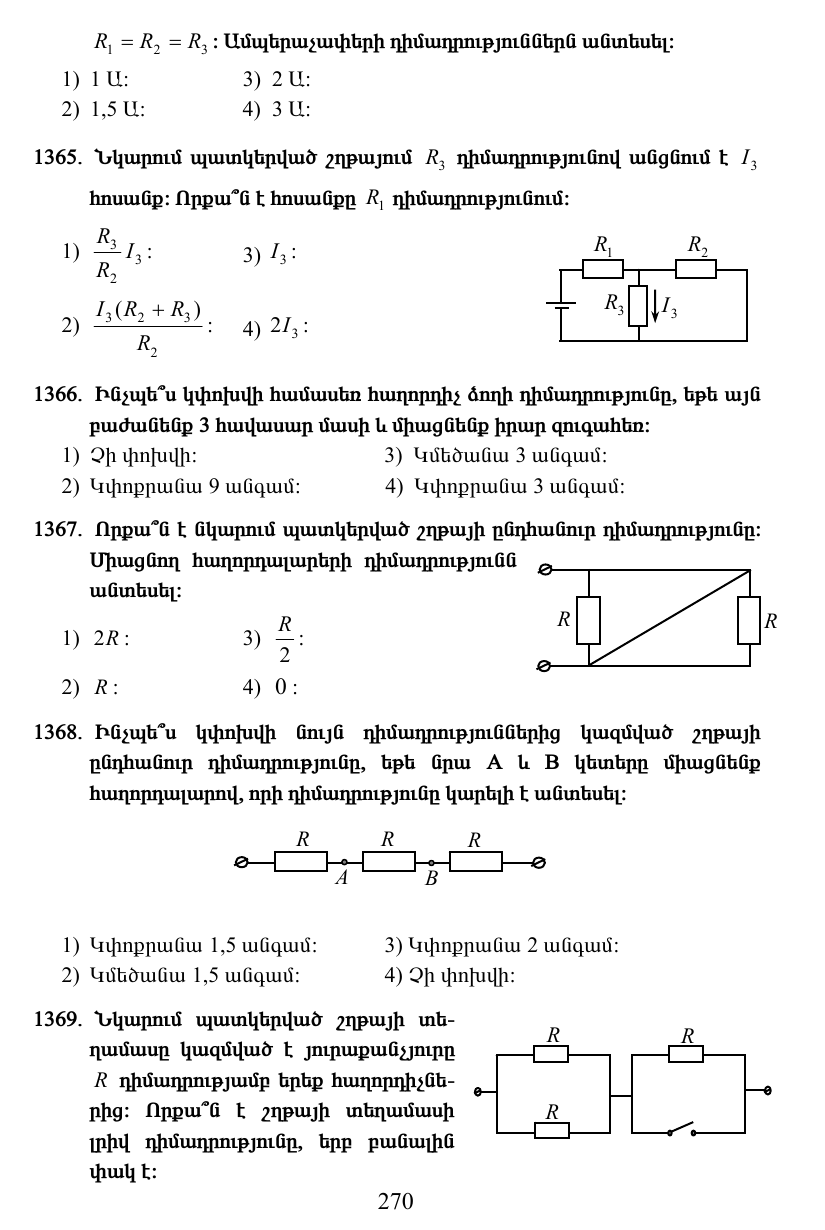 R₁ = R₂ = R₃ : Ամպերաչափերի դիմադրություններն անտեսել:
1) 1 Ա: 3) 2 Ա:
2) 1,5 Ա: 4) 3 Ա:
1365. Նկարում պատկերված շղթայում R₃ դիմադրությունով անցնում է I₃
հոսանք: Որքա՞ն է հոսանքը R₁ դիմադրությունում:
1) R₃/R₂ I₃ : 3) I₃ :
2) I₃(R₂ + R₃)/R₂ : 4) 2I₃ :
R₁ R₂
R₃ I₃
1366. Ինչպե՞ս կփոխվի համասեռ հաղորդիչ ձողի դիմադրությունը, եթե այն
բաժանենք 3 հավասար մասի և միացնենք իրար զուգահեռ:
1) Չի փոխվի: 3) Կմեծանա 3 անգամ:
2) Կփոքրանա 9 անգամ: 4) Կփոքրանա 3 անգամ:
1367. Որքա՞ն է նկարում պատկերված շղթայի ընդհանուր դիմադրությունը:
Միացնող հաղորդալարերի դիմադրությունն
անտեսել:
1) 2R : 3) R/2 :
2) R : 4) 0 :
R R
1368. Ինչպե՞ս կփոխվի նույն դիմադրություններից կազմված շղթայի
ընդհանուր դիմադրությունը, եթե նրա A և B կետերը միացնենք
հաղորդալարով, որի դիմադրությունը կարելի է անտեսել:
R R R
A B
1) Կփոքրանա 1,5 անգամ: 3) Կփոքրանա 2 անգամ:
2) Կմեծանա 1,5 անգամ: 4) Չի փոխվի:
1369. Նկարում պատկերված շղթայի տե-
ղամասը կազմված է յուրաքանչյուրը
R դիմադրությամբ երեք հաղորդիչնե-
րից: Որքա՞ն է շղթայի տեղամասի
լրիվ դիմադրությունը, երբ բանալին
փակ է:
R R
R
270